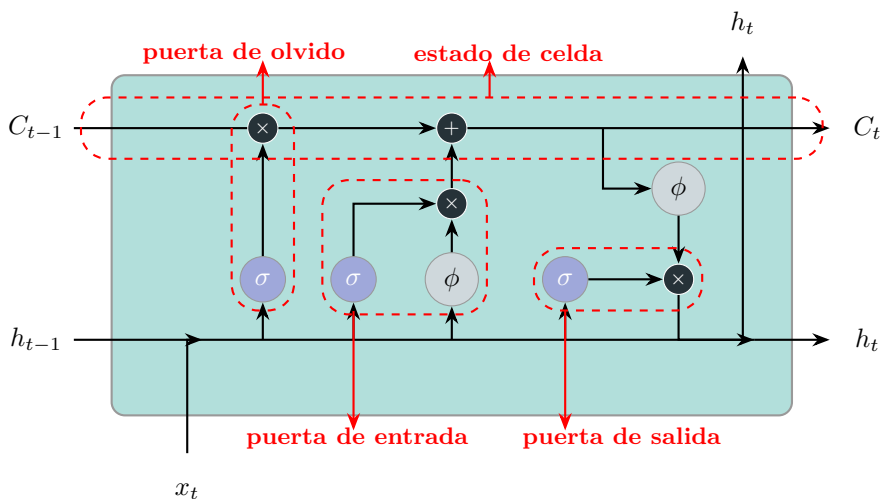 h_t
puerta de olvido estado de celda
C_{t-1} × + C_t
ϕ
×
σ σ ϕ σ ×
h_{t-1} h_t
puerta de entrada puerta de salida
x_t